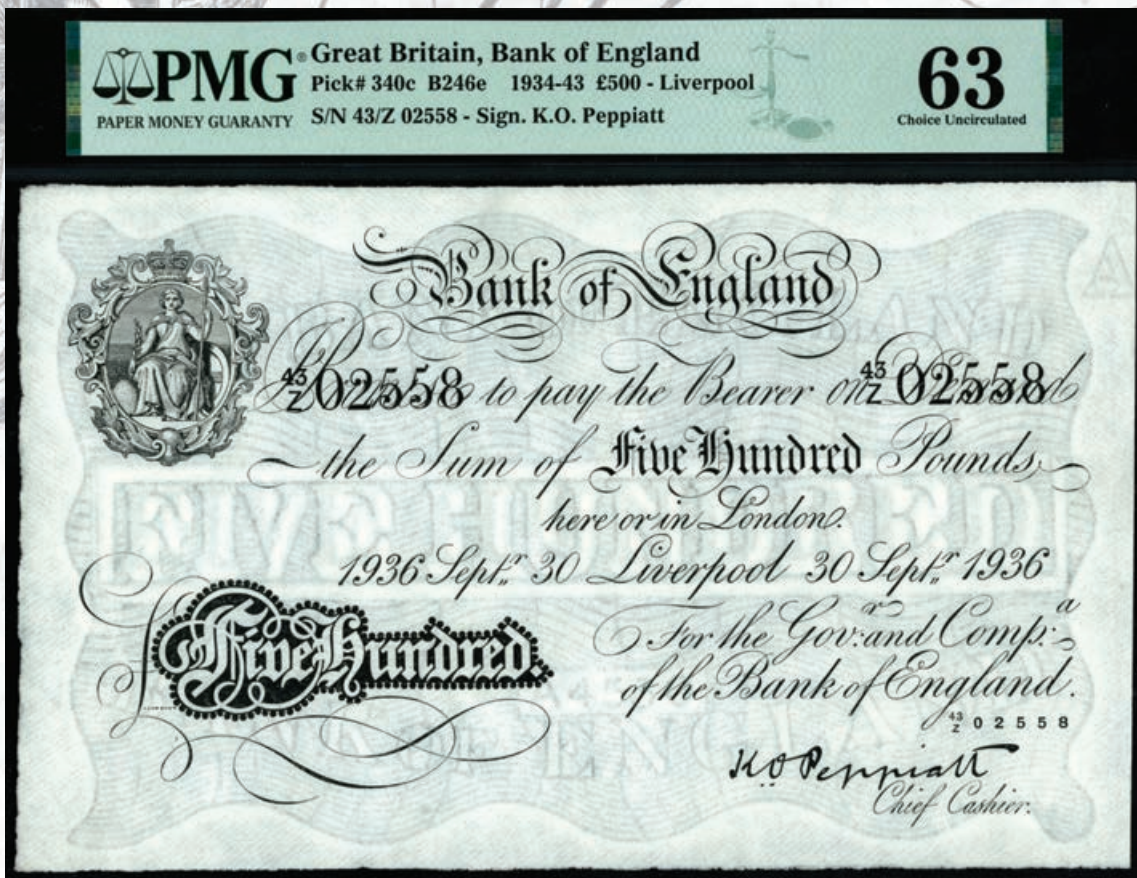 PMG
PAPER MONEY GUARANTY
Great Britain, Bank of England
Pick# 340c B246e 1934-43 £500 - Liverpool
S/N 43/Z 02558 - Sign. K.O. Peppiatt
63
Choice Uncirculated
Bank of England
43/Z 02558 to pay the Bearer on 43/Z 02558
the Sum of Five Hundred Pounds
here or in London.
1936 Septr. 30 Liverpool 30 Septr. 1936
£Five Hundred
For the Govr. and Compa.
of the Bank of England.
43/Z 02558
K O Peppiatt
Chief Cashier.
FIVE HUNDRED